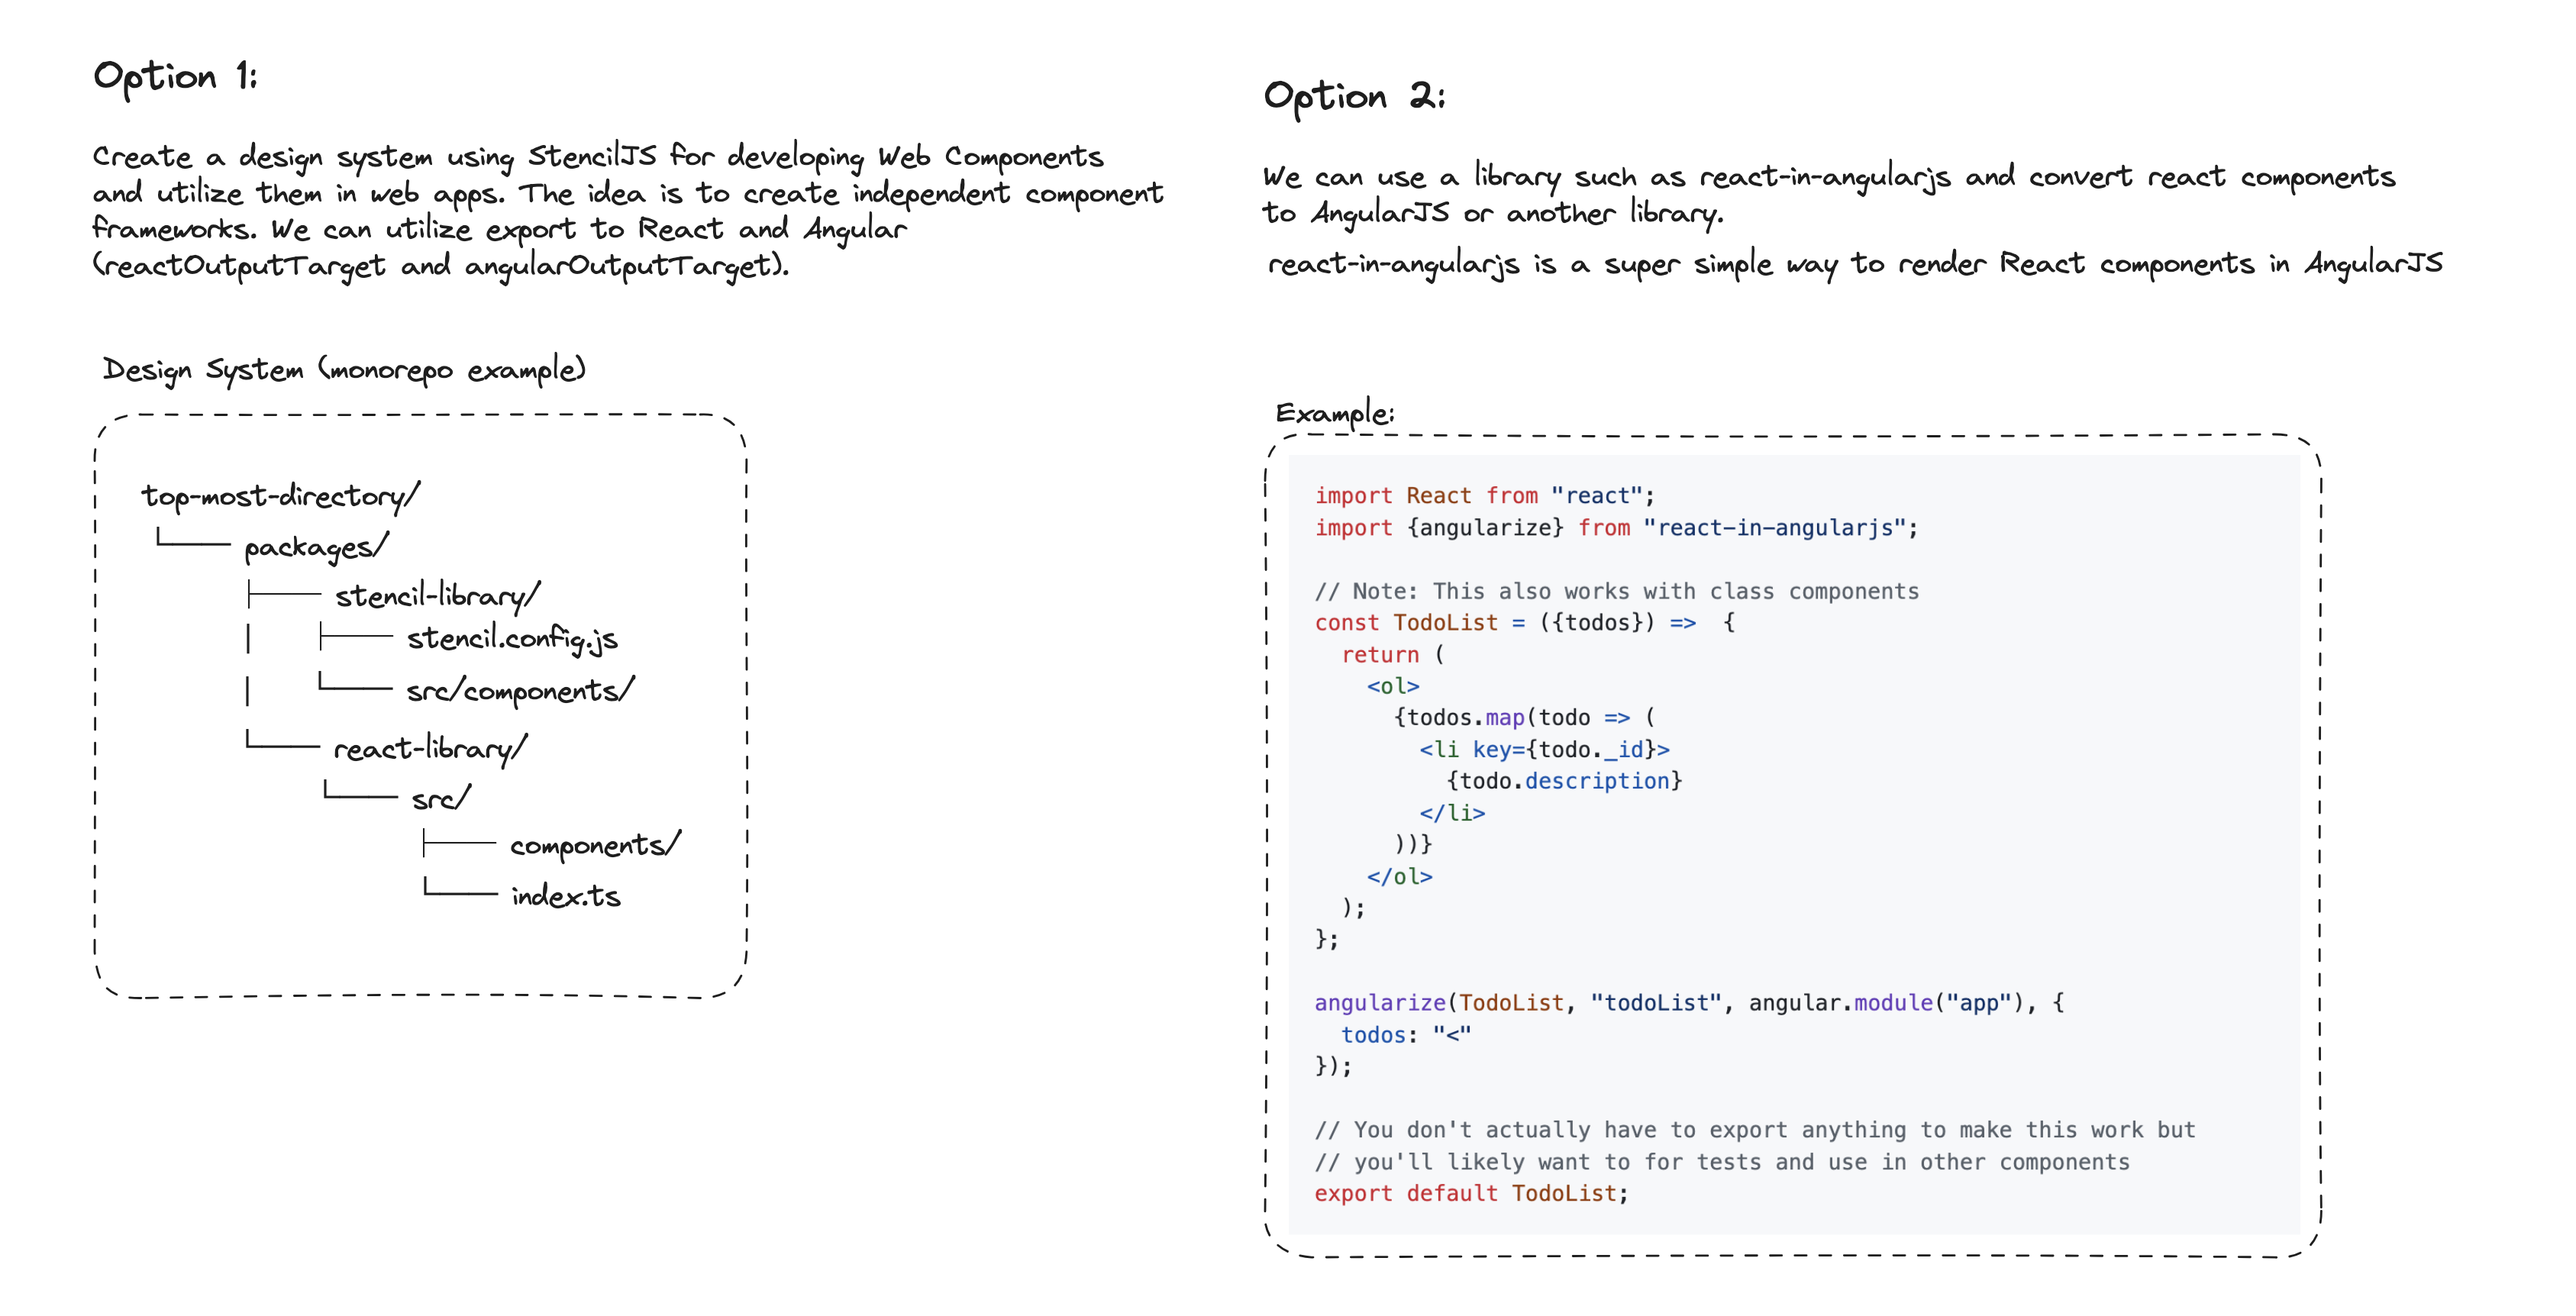 Option 1:
Create a design system using StencilJS for developing Web Components
and utilize them in web apps. The idea is to create independent component
frameworks. We can utilize export to React and Angular
(reactOutputTarget and angularOutputTarget).
Design System (monorepo example)
top-most-directory/
└── packages/
├── stencil-library/
│ ├── stencil.config.js
│ └── src/components/
└── react-library/
└── src/
├── components/
└── index.ts
Option 2:
We can use a library such as react-in-angularjs and convert react components
to AngularJS or another library.
react-in-angularjs is a super simple way to render React components in AngularJS
Example:
import React from "react";
import {angularize} from "react-in-angularjs";
// Note: This also works with class components
const TodoList = ({todos}) =>  {
  return (
    <ol>
      {todos.map(todo => (
        <li key={todo._id}>
          {todo.description}
        </li>
      ))}
    </ol>
  );
};
angularize(TodoList, "todoList", angular.module("app"), {
  todos: "<"
});
// You don't actually have to export anything to make this work but
// you'll likely want to for tests and use in other components
export default TodoList;